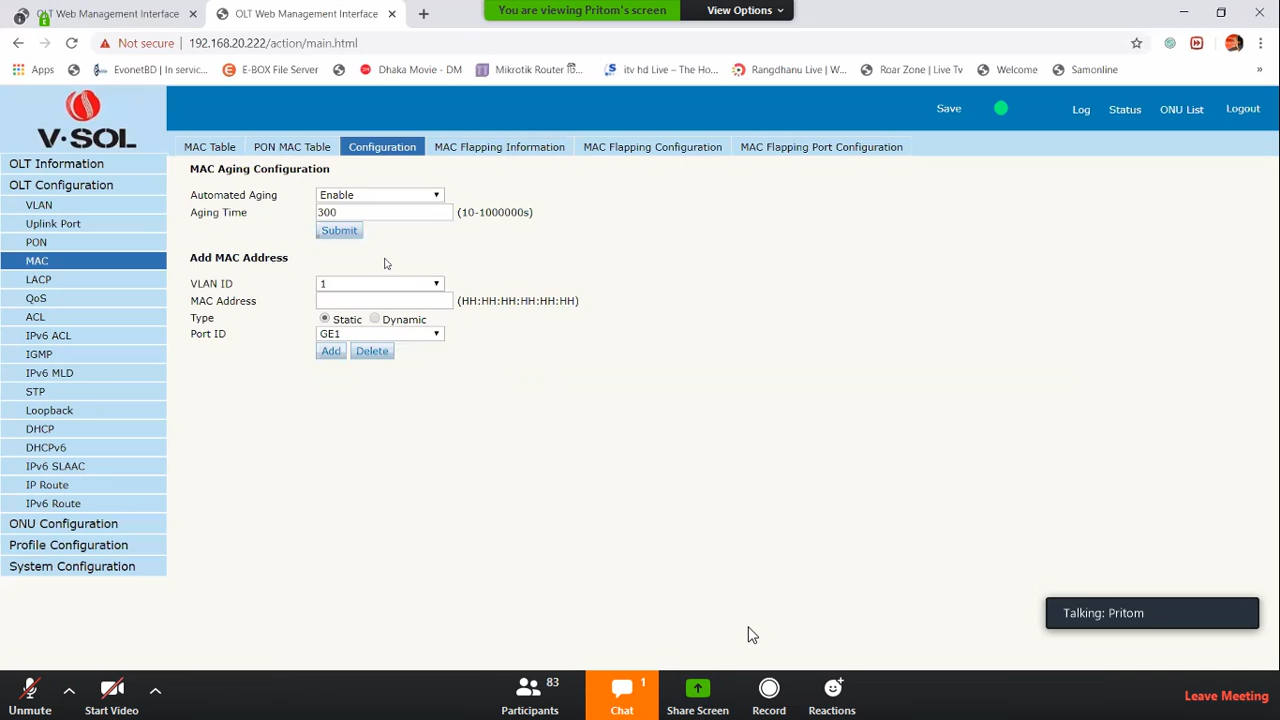 OLT Web Management Interface
OLT Web Management Interface
You are viewing Pritom's screen
View Options
Not secure
192.168.20.222/action/main.html
Apps
EvonetBD | In servic...
E-BOX File Server
Dhaka Movie - DM
Mikrotik Router
itv hd Live – The Ho...
Rangdhanu Live | W...
Roar Zone | Live Tv
Welcome
Samonline
»
V·SOL
Save
Log
Status
ONU List
Logout
OLT Information
OLT Configuration
VLAN
Uplink Port
PON
MAC
LACP
QoS
ACL
IPv6 ACL
IGMP
IPv6 MLD
STP
Loopback
DHCP
DHCPv6
IPv6 SLAAC
IP Route
IPv6 Route
ONU Configuration
Profile Configuration
System Configuration
MAC Table
PON MAC Table
Configuration
MAC Flapping Information
MAC Flapping Configuration
MAC Flapping Port Configuration
MAC Aging Configuration
Automated Aging Enable
Aging Time 300 (10-1000000s)
Submit
Add MAC Address
VLAN ID 1
MAC Address (HH:HH:HH:HH:HH:HH)
Type Static Dynamic
Port ID GE1
Add Delete
Talking: Pritom
Unmute
Start Video
Participants 83
Chat 1
Share Screen
Record
Reactions
Leave Meeting